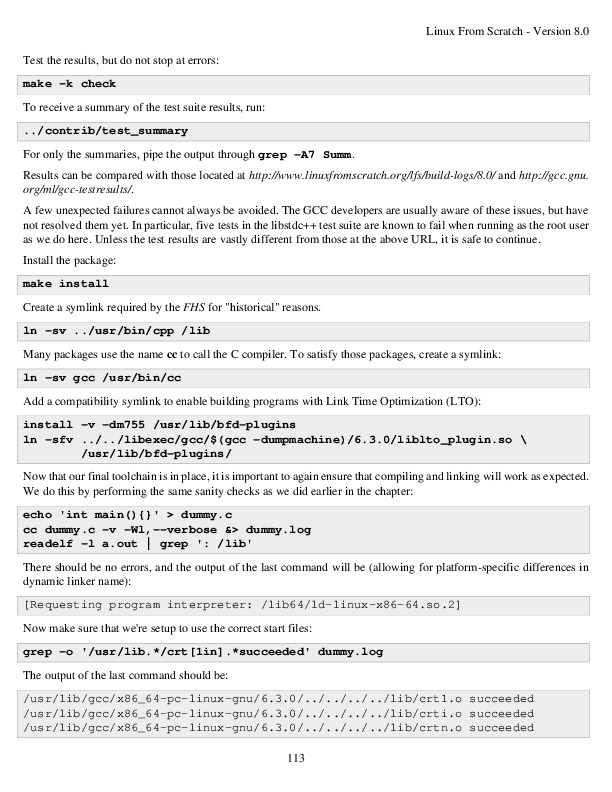 Linux From Scratch - Version 8.0
Test the results, but do not stop at errors:
make -k check
To receive a summary of the test suite results, run:
../contrib/test_summary
For only the summaries, pipe the output through grep -A7 Summ.
Results can be compared with those located at http://www.linuxfromscratch.org/lfs/build-logs/8.0/ and http://gcc.gnu.
org/ml/gcc-testresults/.
A few unexpected failures cannot always be avoided. The GCC developers are usually aware of these issues, but have
not resolved them yet. In particular, five tests in the libstdc++ test suite are known to fail when running as the root user
as we do here. Unless the test results are vastly different from those at the above URL, it is safe to continue.
Install the package:
make install
Create a symlink required by the FHS for "historical" reasons.
ln -sv ../usr/bin/cpp /lib
Many packages use the name cc to call the C compiler. To satisfy those packages, create a symlink:
ln -sv gcc /usr/bin/cc
Add a compatibility symlink to enable building programs with Link Time Optimization (LTO):
install -v -dm755 /usr/lib/bfd-plugins
ln -sfv ../../libexec/gcc/$(gcc -dumpmachine)/6.3.0/liblto_plugin.so \
/usr/lib/bfd-plugins/
Now that our final toolchain is in place, it is important to again ensure that compiling and linking will work as expected.
We do this by performing the same sanity checks as we did earlier in the chapter:
echo 'int main(){}' > dummy.c
cc dummy.c -v -Wl,--verbose &> dummy.log
readelf -l a.out | grep ': /lib'
There should be no errors, and the output of the last command will be (allowing for platform-specific differences in
dynamic linker name):
[Requesting program interpreter: /lib64/ld-linux-x86-64.so.2]
Now make sure that we're setup to use the correct start files:
grep -o '/usr/lib.*/crt[1in].*succeeded' dummy.log
The output of the last command should be:
/usr/lib/gcc/x86_64-pc-linux-gnu/6.3.0/../../../../lib/crt1.o succeeded
/usr/lib/gcc/x86_64-pc-linux-gnu/6.3.0/../../../../lib/crti.o succeeded
/usr/lib/gcc/x86_64-pc-linux-gnu/6.3.0/../../../../lib/crtn.o succeeded
113